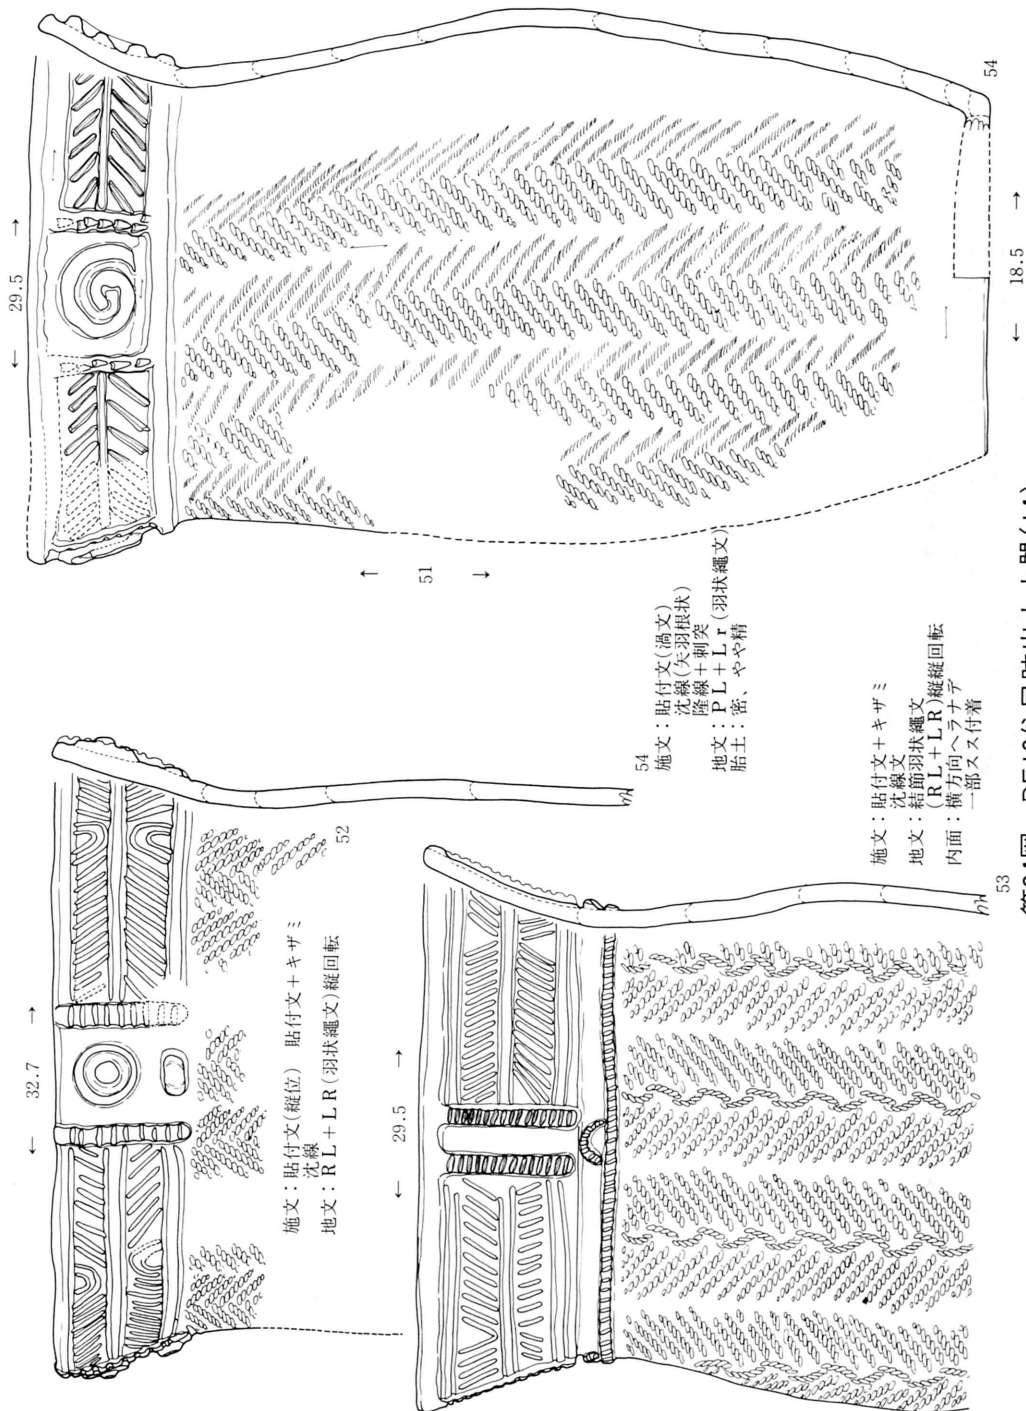 32.7
52
施文：貼付文(縦位) 貼付文＋キザミ
沈線
地文：ＲＬ＋ＬＲ(羽状縄文)縦回転
29.5
53
施文：貼付文＋キザミ
沈線文
地文：結節羽状縄文
(ＲＬ＋ＬＲ)縦縦回転
内面：横方向ヘラナデ
一部スス付着
29.5
51
18.5
54
54
施文：貼付文(渦文)
沈線(矢羽根状)
隆線＋刺突
地文：ＰＬ＋Ｌｒ(羽状縄文)
胎土：密、やや精